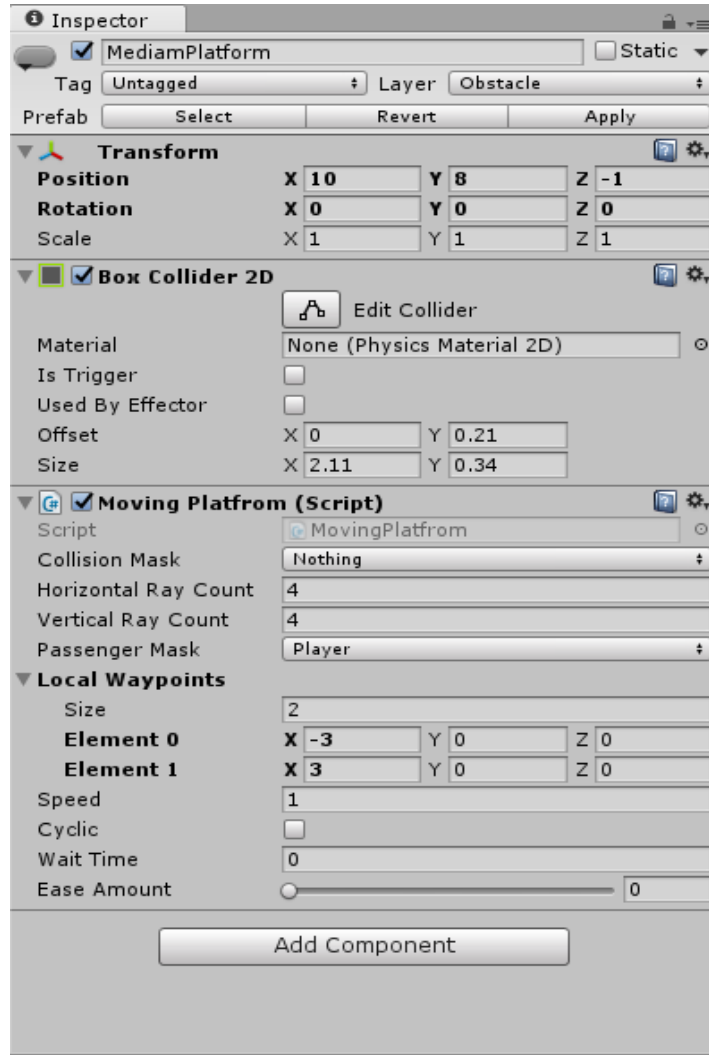 Inspector
MediamPlatform Static
Tag Untagged Layer Obstacle
Prefab Select Revert Apply
Transform
Position X 10 Y 8 Z -1
Rotation X 0 Y 0 Z 0
Scale X 1 Y 1 Z 1
Box Collider 2D
Edit Collider
Material None (Physics Material 2D)
Is Trigger
Used By Effector
Offset X 0 Y 0.21
Size X 2.11 Y 0.34
Moving Platfrom (Script)
Script MovingPlatfrom
Collision Mask Nothing
Horizontal Ray Count 4
Vertical Ray Count 4
Passenger Mask Player
Local Waypoints
Size 2
Element 0 X -3 Y 0 Z 0
Element 1 X 3 Y 0 Z 0
Speed 1
Cyclic
Wait Time 0
Ease Amount 0
Add Component